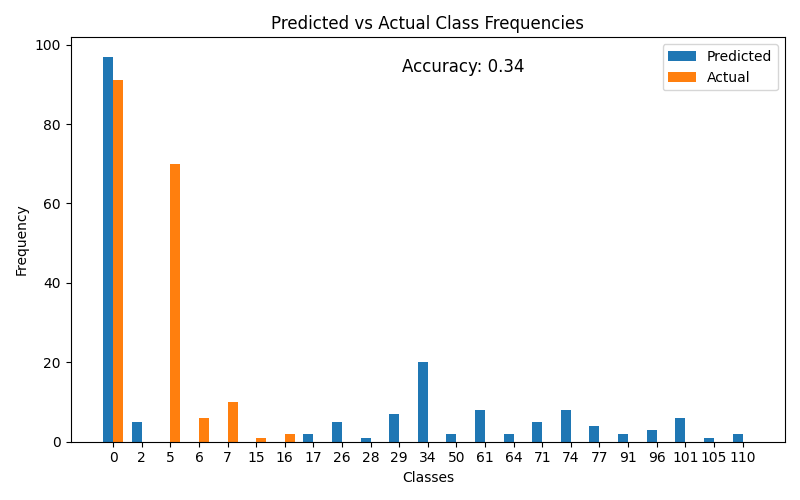 Predicted vs Actual Class Frequencies
Accuracy: 0.34
Predicted
Actual
Frequency
100
80
60
40
20
0
0 2 5 6 7 15 16 17 26 28 29 34 50 61 64 71 74 77 91 96 101 105 110
Classes